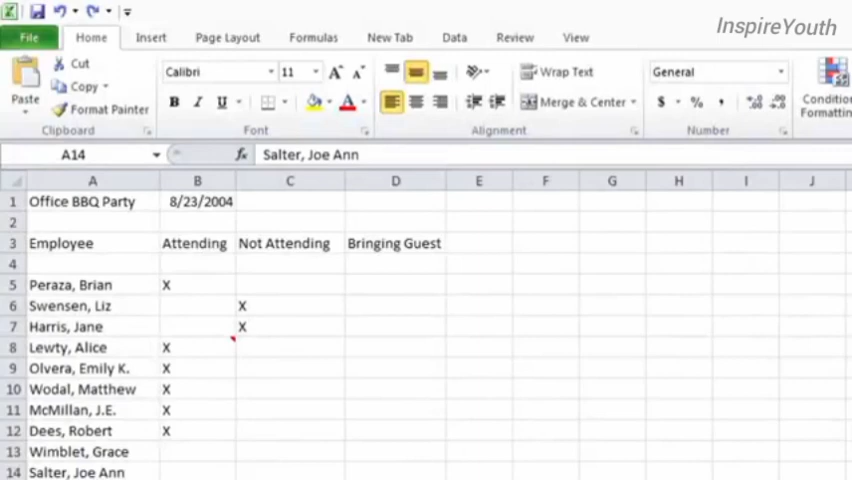 InspireYouth
File Home Insert Page Layout Formulas New Tab Data Review View
Cut
Copy
Format Painter
Paste
Calibri 11
B I U A
Wrap Text
Merge & Center
General
$ % ,
Conditior
Formatting
Clipboard Font Alignment Number
A14 fx Salter, Joe Ann
A B C D E F G H I J
1 Office BBQ Party 8/23/2004
2
3 Employee Attending Not Attending Bringing Guest
4
5 Peraza, Brian X
6 Swensen, Liz X
7 Harris, Jane X
8 Lewty, Alice X
9 Olvera, Emily K. X
10 Wodal, Matthew X
11 McMillan, J.E. X
12 Dees, Robert X
13 Wimblet, Grace
14 Salter, Joe Ann